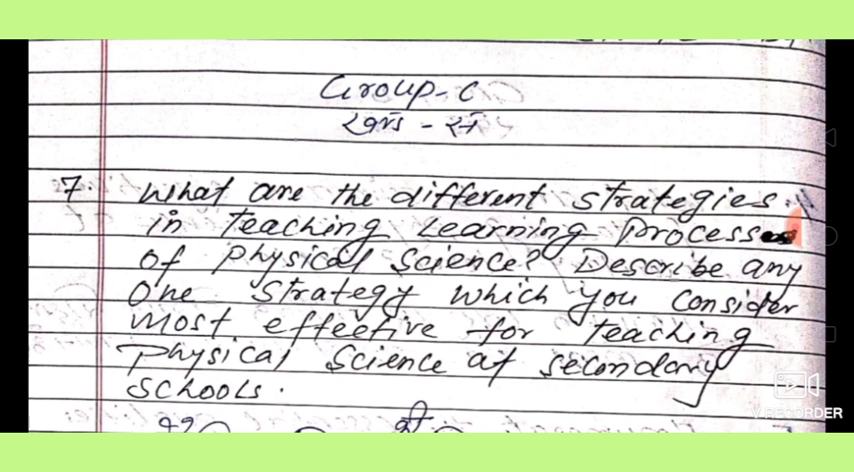 Group-C
खण्ड - स
7. What are the different strategies
in Teaching Learning Process
of Physical Science? Describe any
One Strategy which you consider
most effective for teaching
Physical Science at secondary
Schools.
V RECORDER